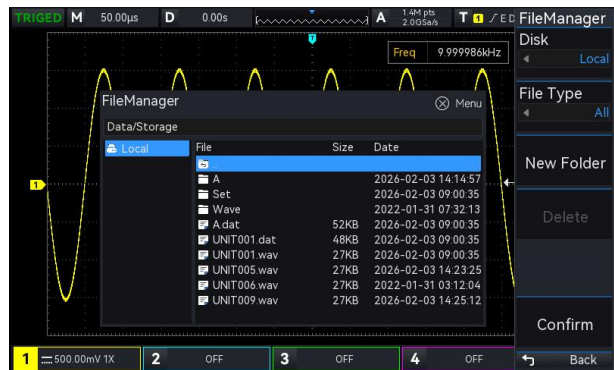 TRIGED M 50.00μs D 0.00s A 1.4M pts 2.0GSa/s T 1 ED FileManager
Disk
Local
File Type
All
New Folder
Delete
Confirm
Back
T
Freq 9.999986kHz
FileManager Menu
Data/Storage
Local
File Size Date
..
A 2026-02-03 14:14:57
Set 2026-02-03 09:00:35
Wave 2022-01-31 07:32:13
A.dat 52KB 2026-02-03 09:00:35
UNIT001.dat 48KB 2026-02-03 09:00:35
UNIT001.wav 27KB 2026-02-03 09:00:35
UNIT005.wav 27KB 2026-02-03 14:23:25
UNIT006.wav 27KB 2022-01-31 03:12:04
UNIT009.wav 27KB 2026-02-03 14:25:12
1
1 500.00mV 1X 2 OFF 3 OFF 4 OFF